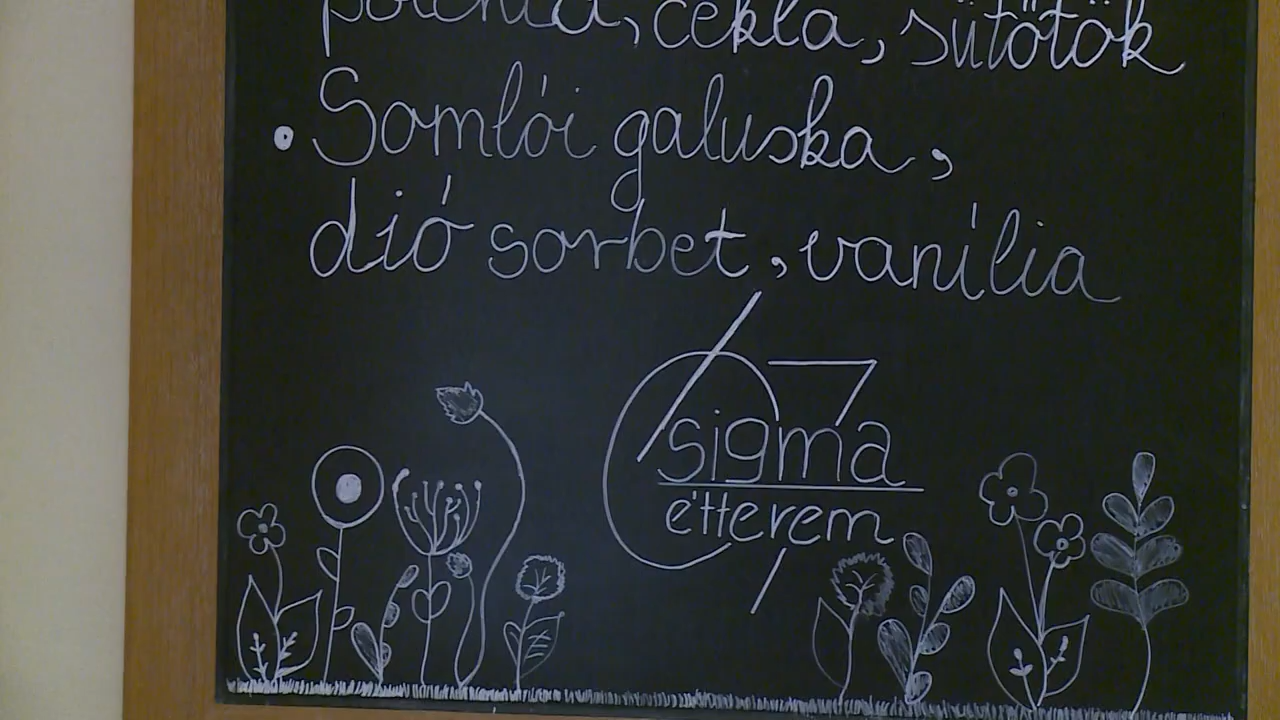 polenta, cékla, sütőtök
• Somlói galuska,
dió sorbet, vanília
sigma
étterem